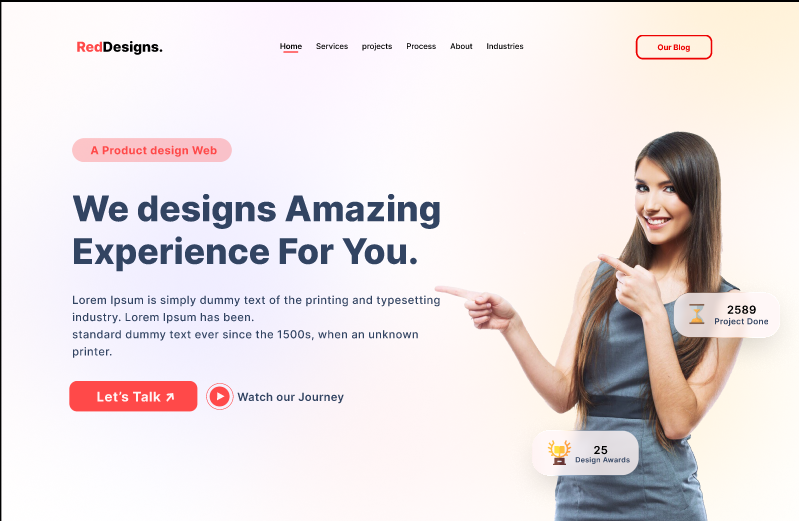 RedDesigns.
Home Services projects Process About Industries
Our Blog
A Product design Web
We designs Amazing
Experience For You.
Lorem Ipsum is simply dummy text of the printing and typesetting
industry. Lorem Ipsum has been.
standard dummy text ever since the 1500s, when an unknown
printer.
Let's Talk ↗
Watch our Journey
2589
Project Done
25
Design Awards